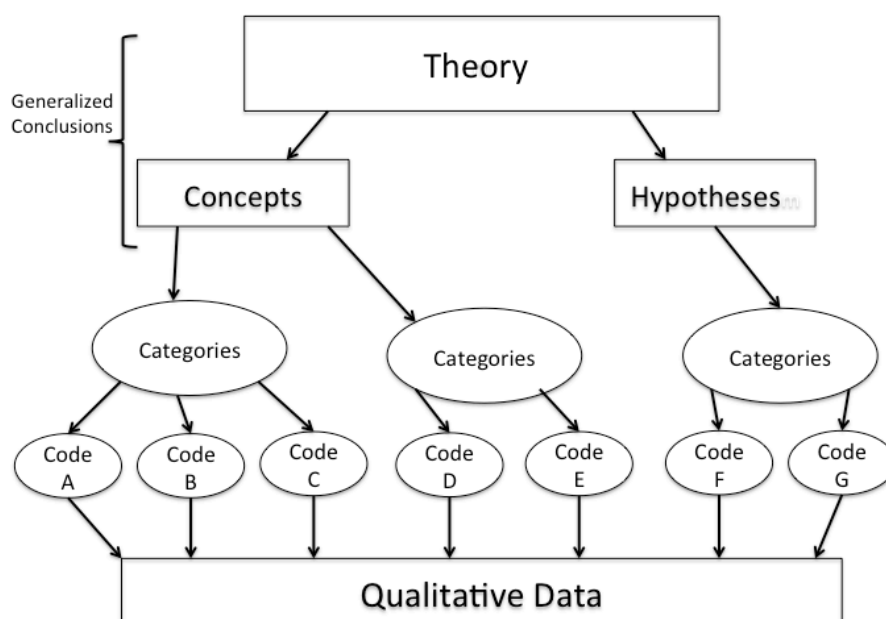 Theory
Generalized
Conclusions
Concepts
Hypotheses
Categories
Categories
Categories
Code
A
Code
B
Code
C
Code
D
Code
E
Code
F
Code
G
Qualitative Data